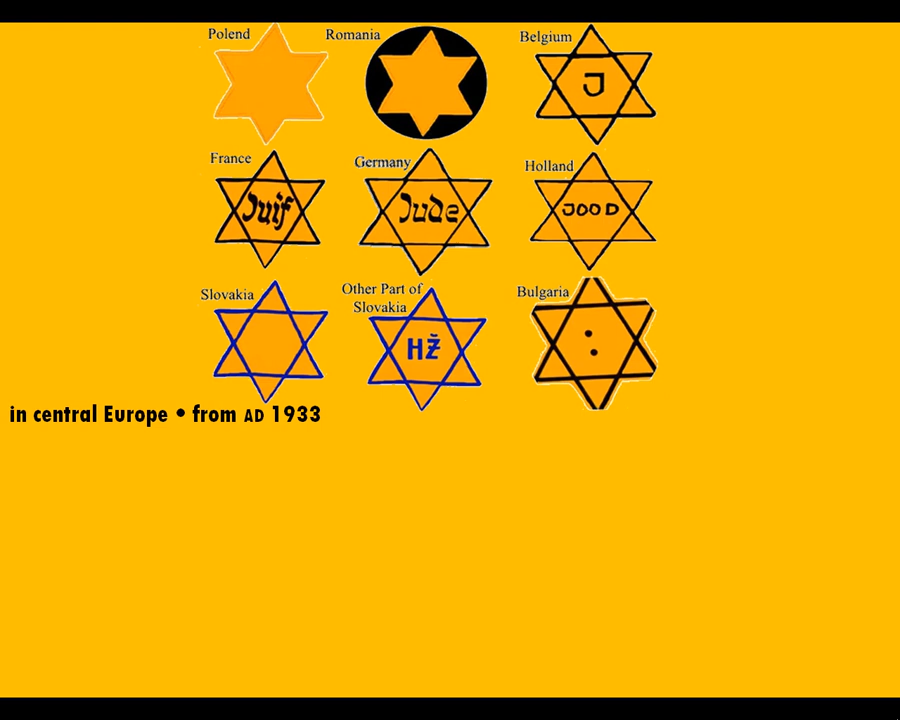 Polend
Romania
Belgium
J
France
Juif
Germany
Jude
Holland
JOOD
Slovakia
Other Part of
Slovakia
HŽ
Bulgaria
in central Europe • from AD 1933